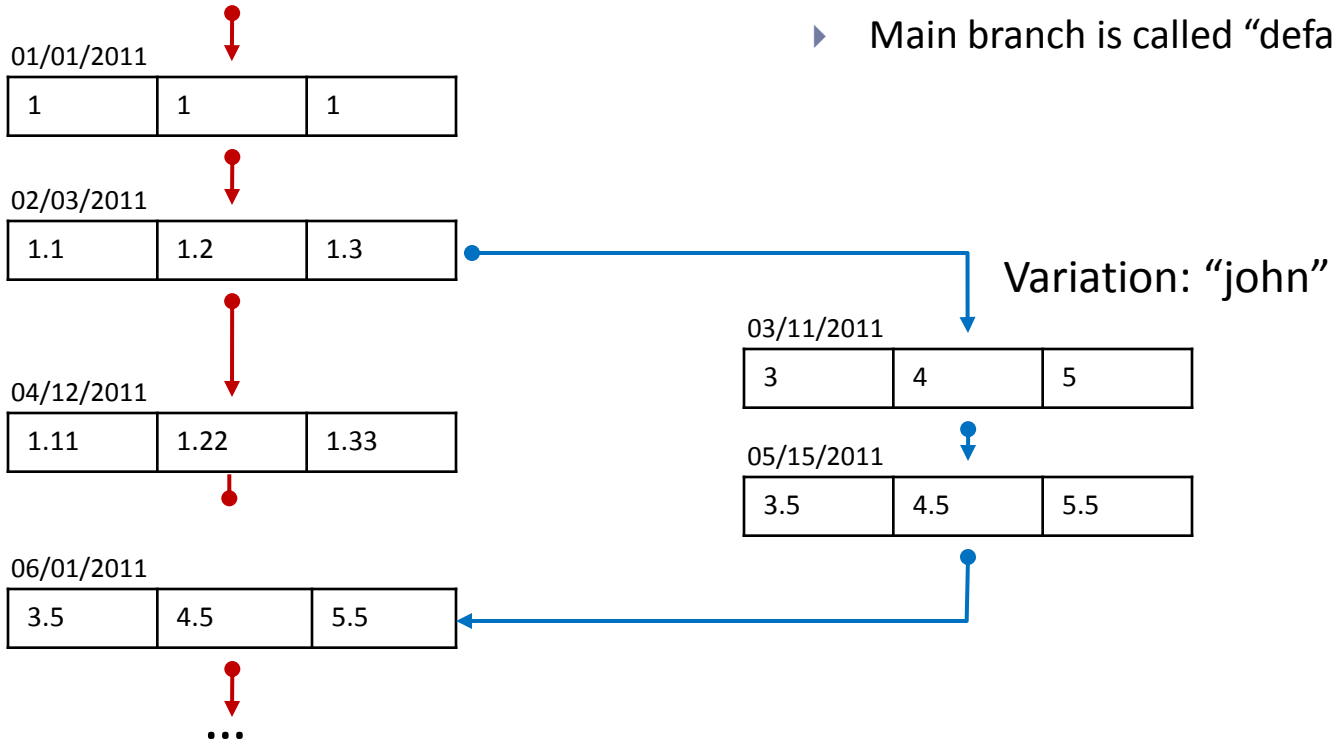 Main branch is called “defa
01/01/2011
1 1 1
02/03/2011
1.1 1.2 1.3
Variation: “john”
03/11/2011
3 4 5
04/12/2011
1.11 1.22 1.33
05/15/2011
3.5 4.5 5.5
06/01/2011
3.5 4.5 5.5
...